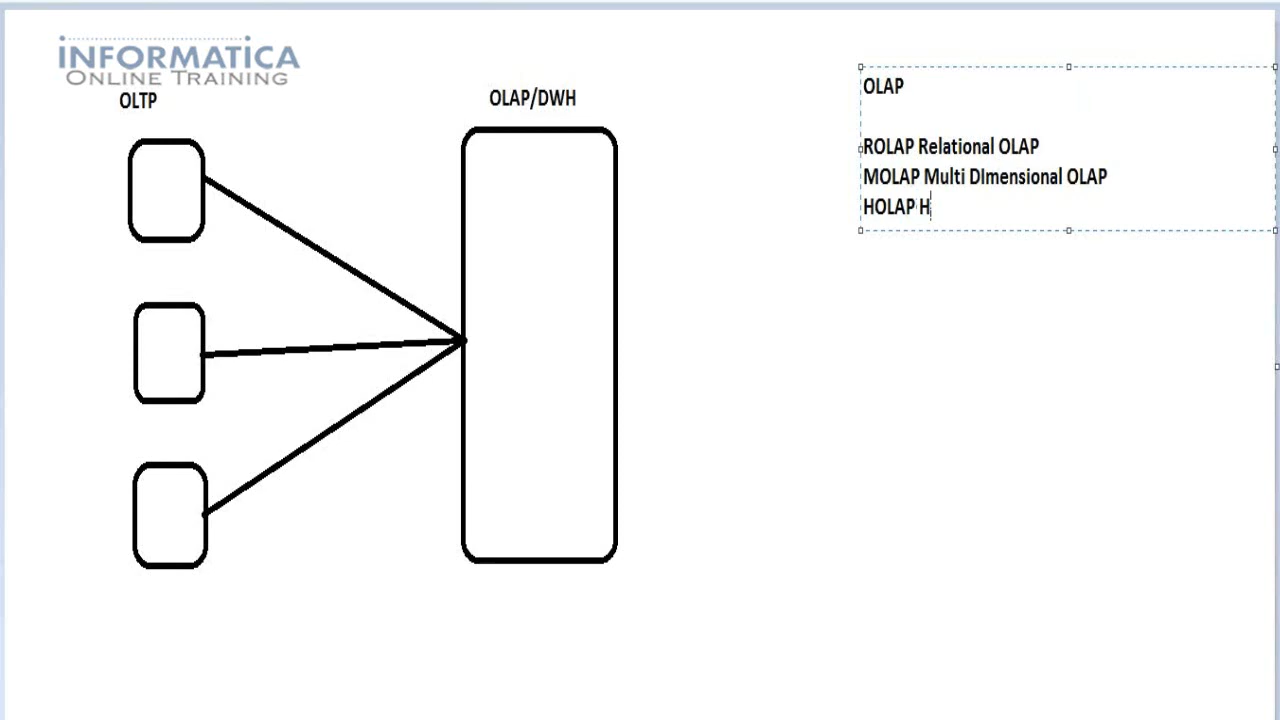 INFORMATICA
ONLINE TRAINING
OLTP
OLAP/DWH
OLAP
ROLAP Relational OLAP
MOLAP Multi DImensional OLAP
HOLAP H